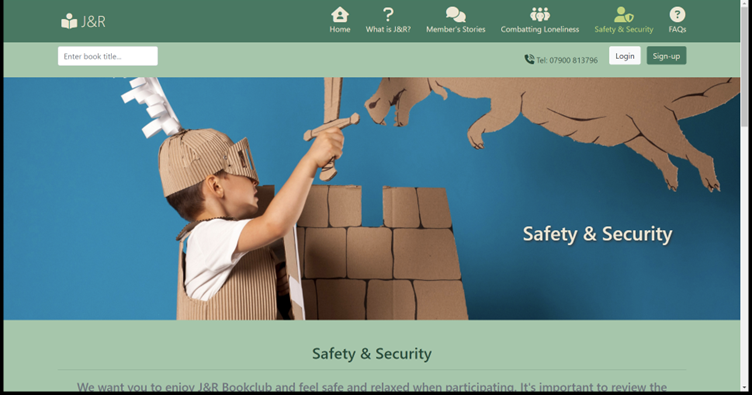 J&R
Home
What is J&R?
Member's Stories
Combatting Loneliness
Safety & Security
FAQs
Enter book title...
Tel: 07900 813796
Login
Sign-up
Safety & Security
Safety & Security
We want you to enjoy J&R Bookclub and feel safe and relaxed when participating. It's important to review the